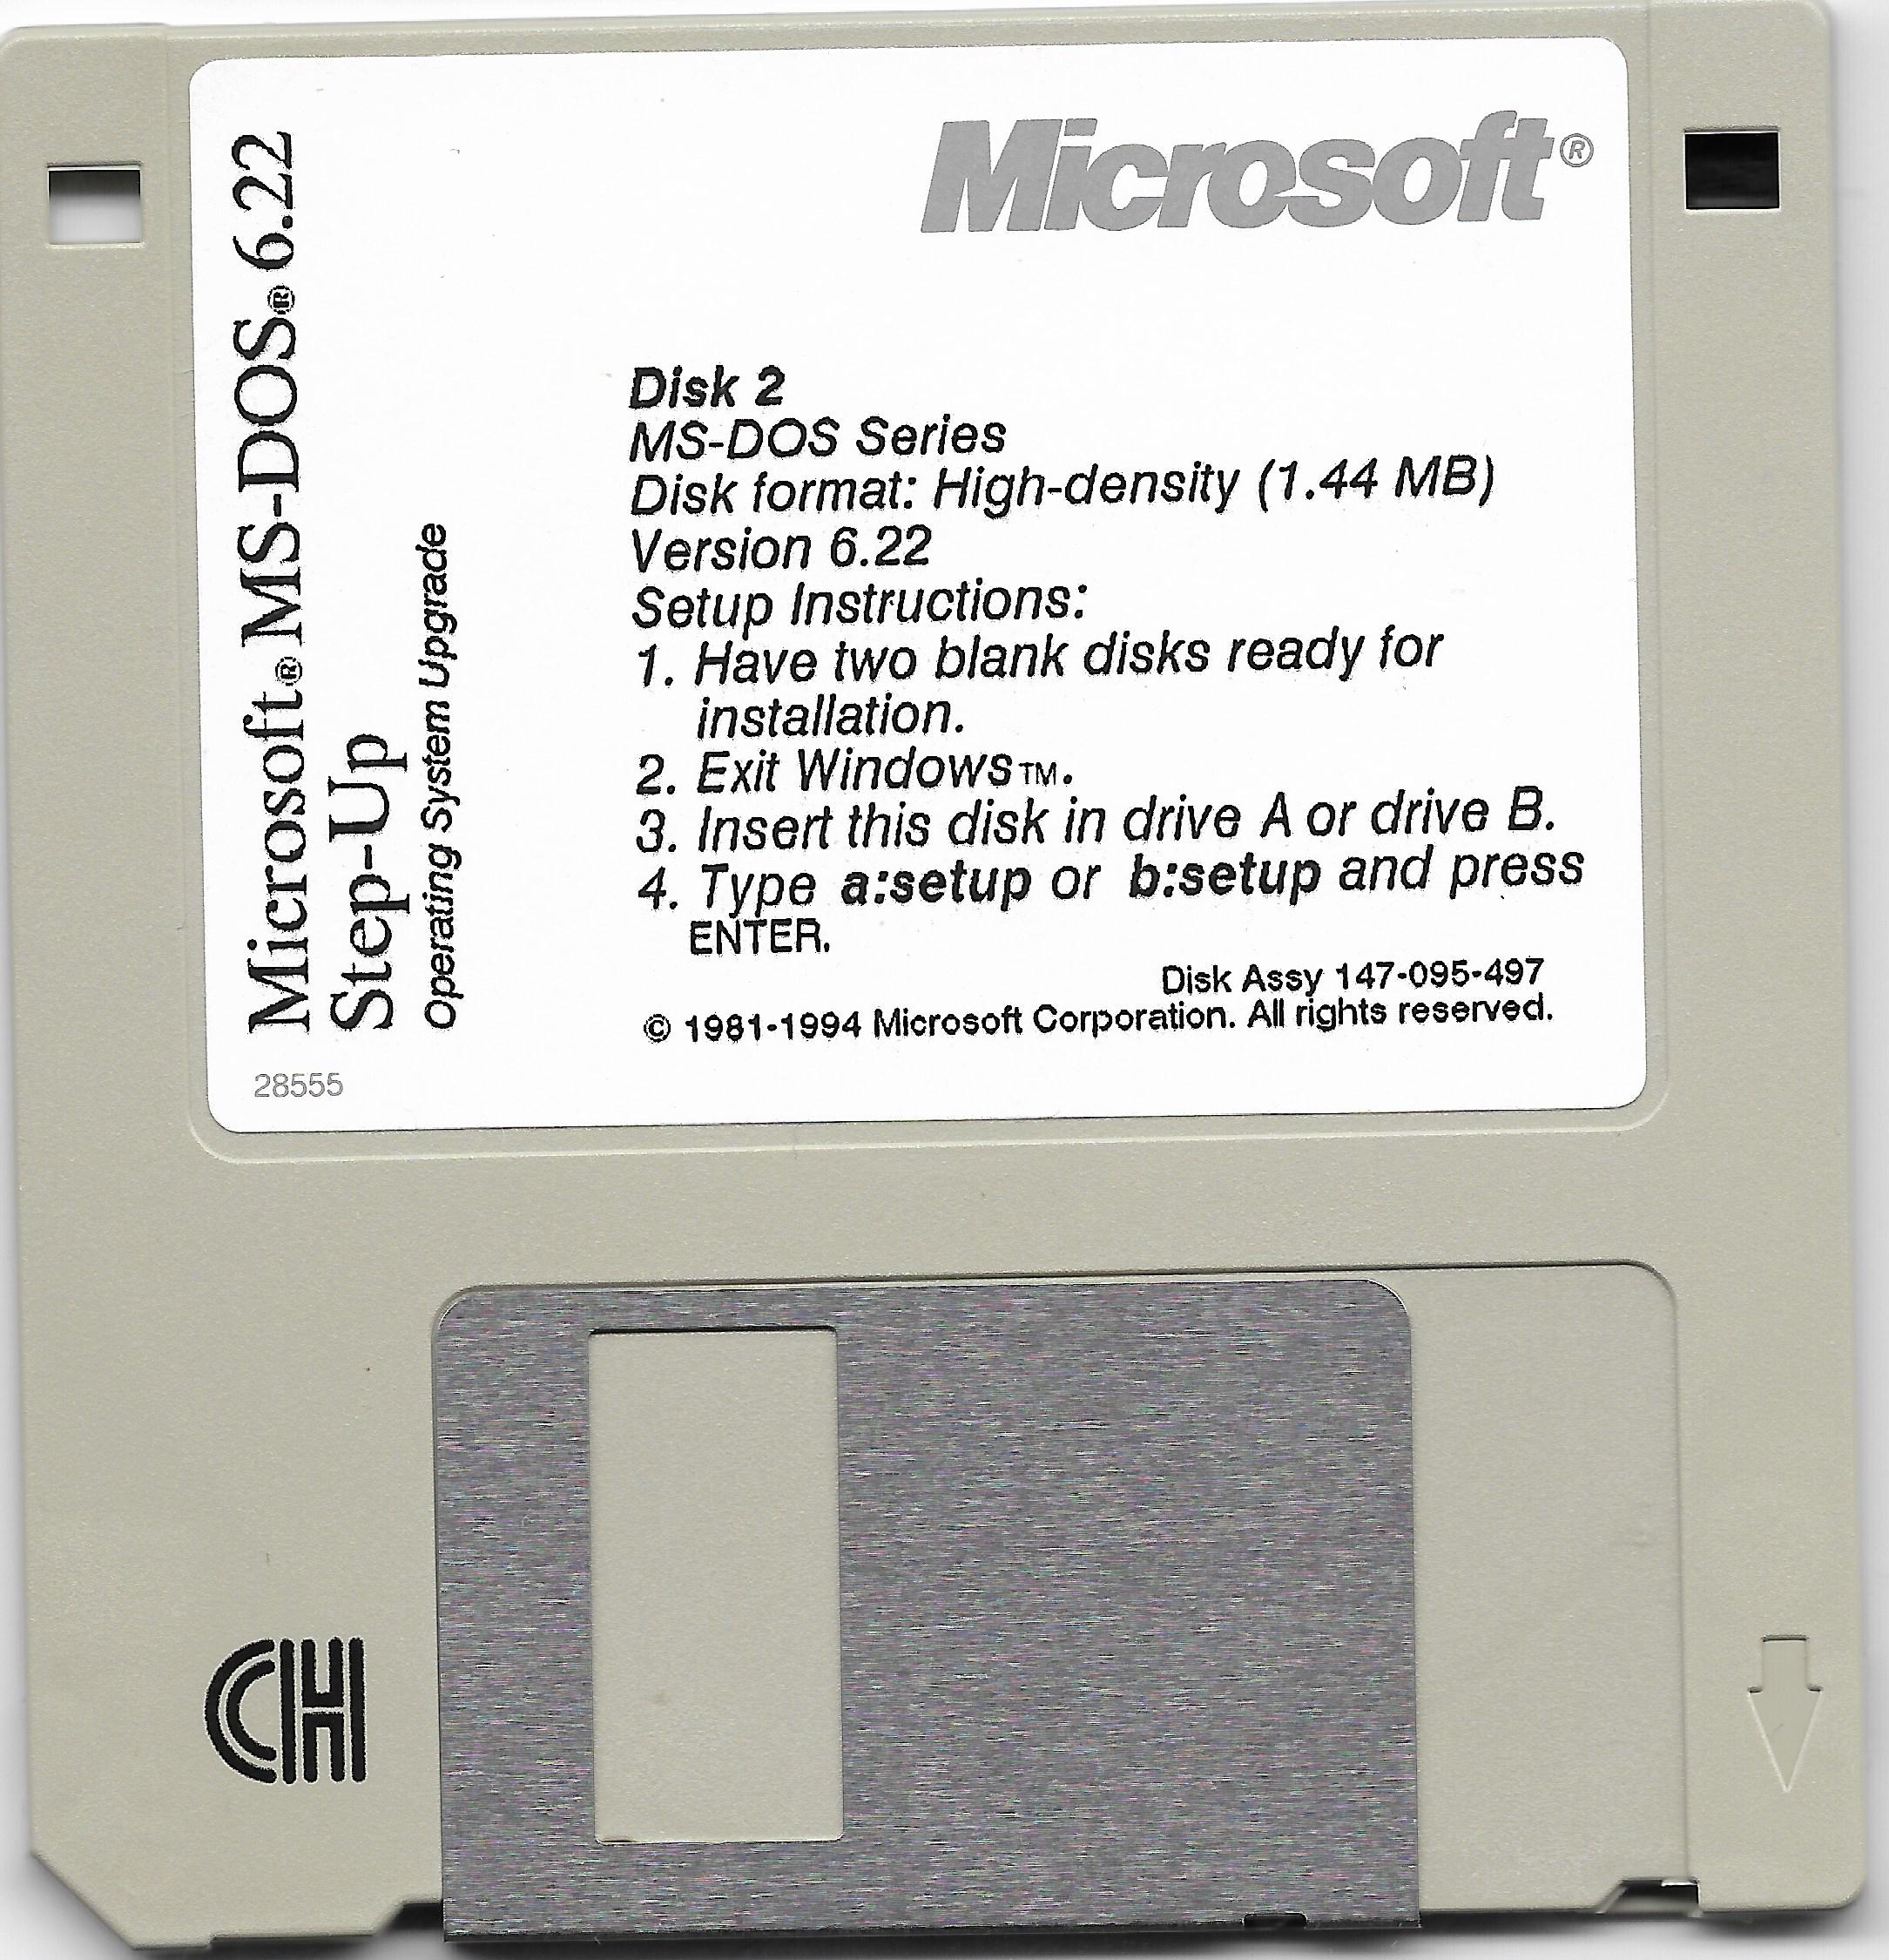 Microsoft®
Microsoft® MS-DOS® 6.22
Step-Up
Operating System Upgrade
28555
Disk 2
MS-DOS Series
Disk format: High-density (1.44 MB)
Version 6.22
Setup Instructions:
1. Have two blank disks ready for
installation.
2. Exit Windows™.
3. Insert this disk in drive A or drive B.
4. Type a:setup or b:setup and press
ENTER.
Disk Assy 147-095-497
© 1981-1994 Microsoft Corporation. All rights reserved.
CH